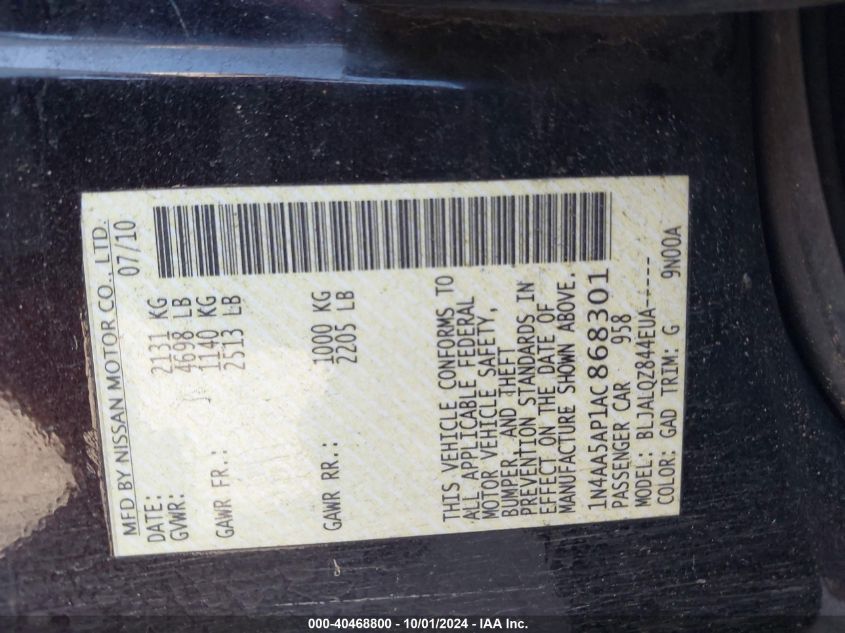 MFD BY NISSAN MOTOR CO., LTD.
DATE: 07/10
GVWR: 2131 KG
4698 LB
GAWR FR.: 1140 KG
2513 LB
GAWR RR.: 1000 KG
2205 LB
THIS VEHICLE CONFORMS TO
ALL APPLICABLE FEDERAL
MOTOR VEHICLE SAFETY,
BUMPER, AND THEFT
PREVENTION STANDARDS IN
EFFECT ON THE DATE OF
MANUFACTURE SHOWN ABOVE.
1N4AA5AP1AC868301
PASSENGER CAR 958
MODEL: BLJALQZ844EUA-----
COLOR: GAD TRIM: G 9N00A
000-40468800 - 10/01/2024 - IAA Inc.